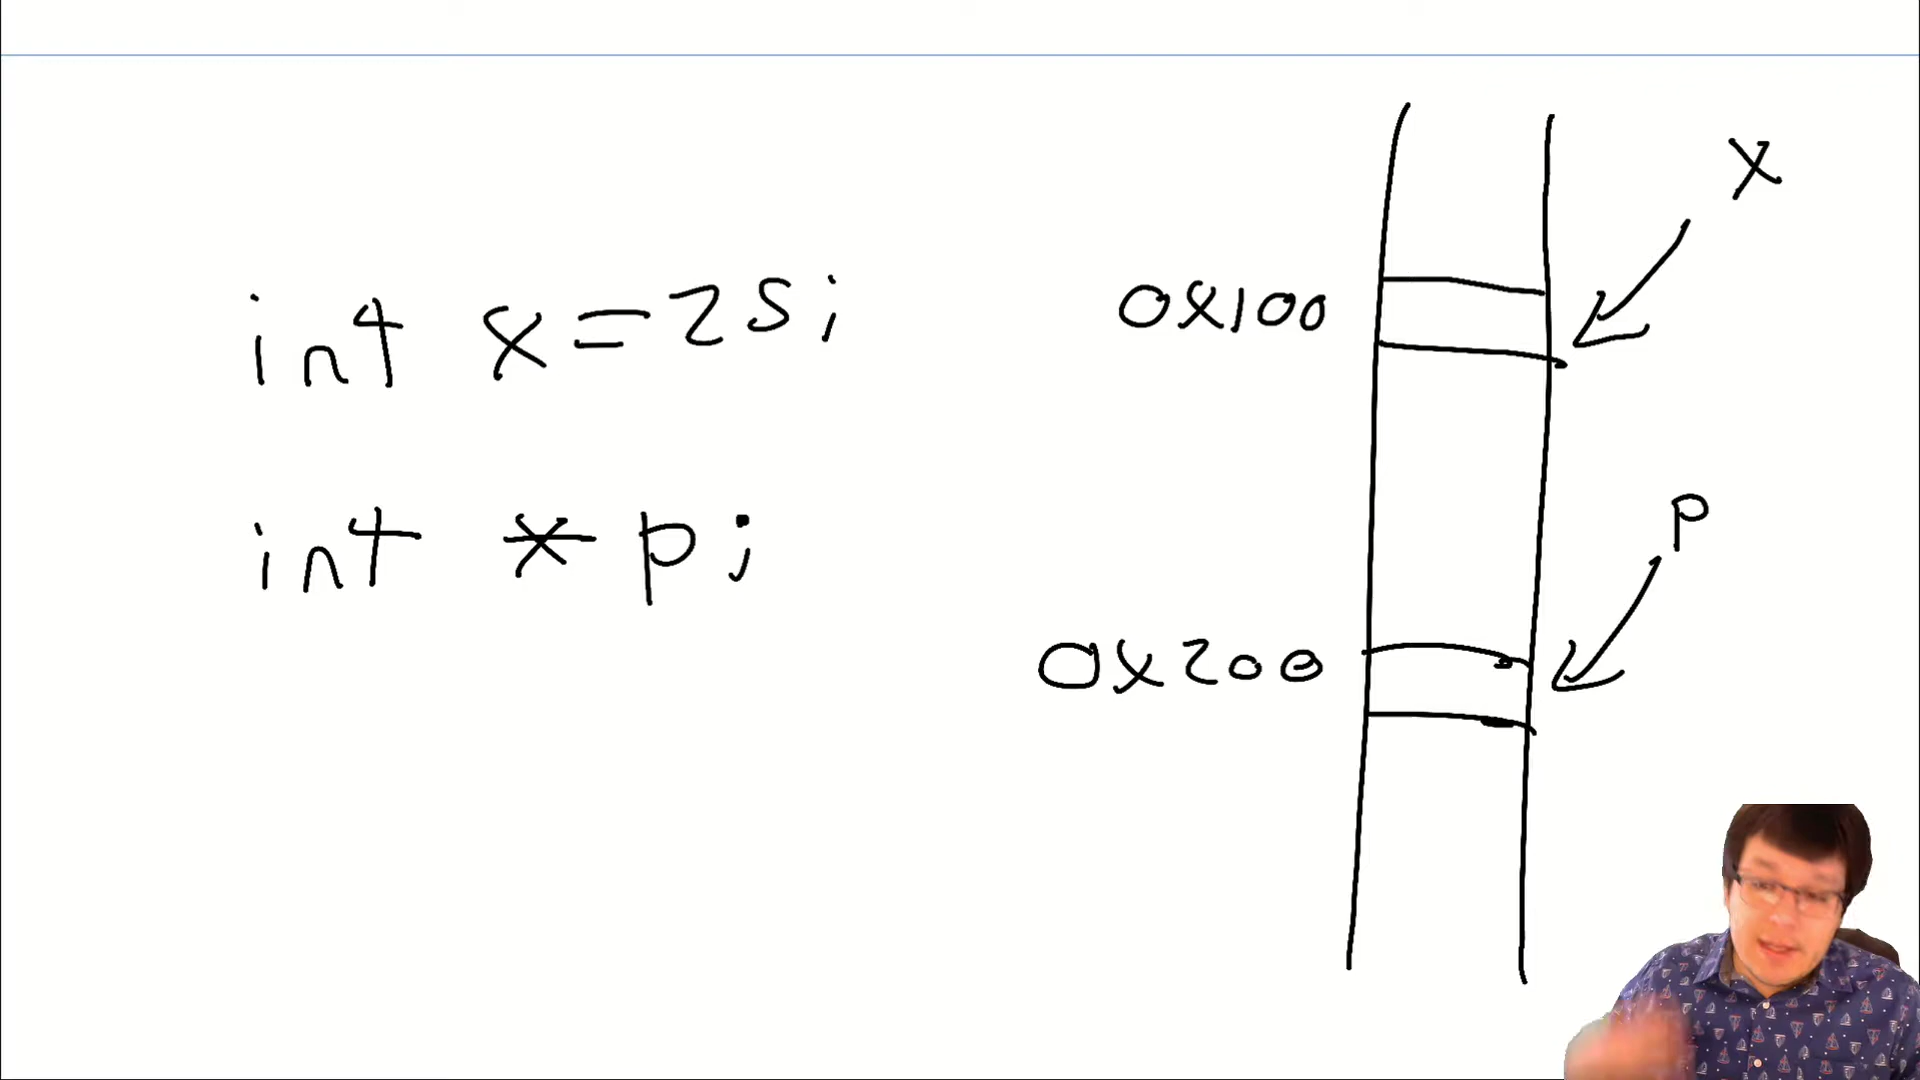 int x=25;
int *p;
0x100
x
p
0x200